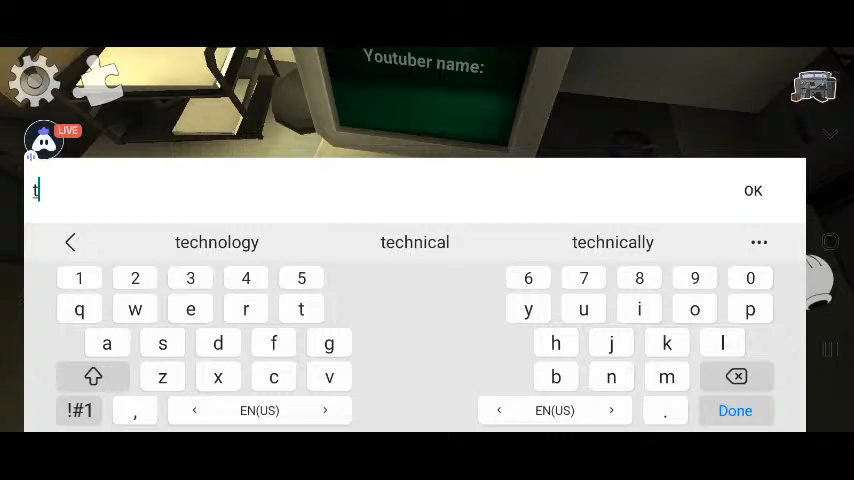 Youtuber name:
LIVE
t
OK
technology technical technically •••
1 2 3 4 5 6 7 8 9 0
q w e r t y u i o p
a s d f g h j k l
z x c v b n m
!#1 , < EN(US) > < EN(US) > . Done